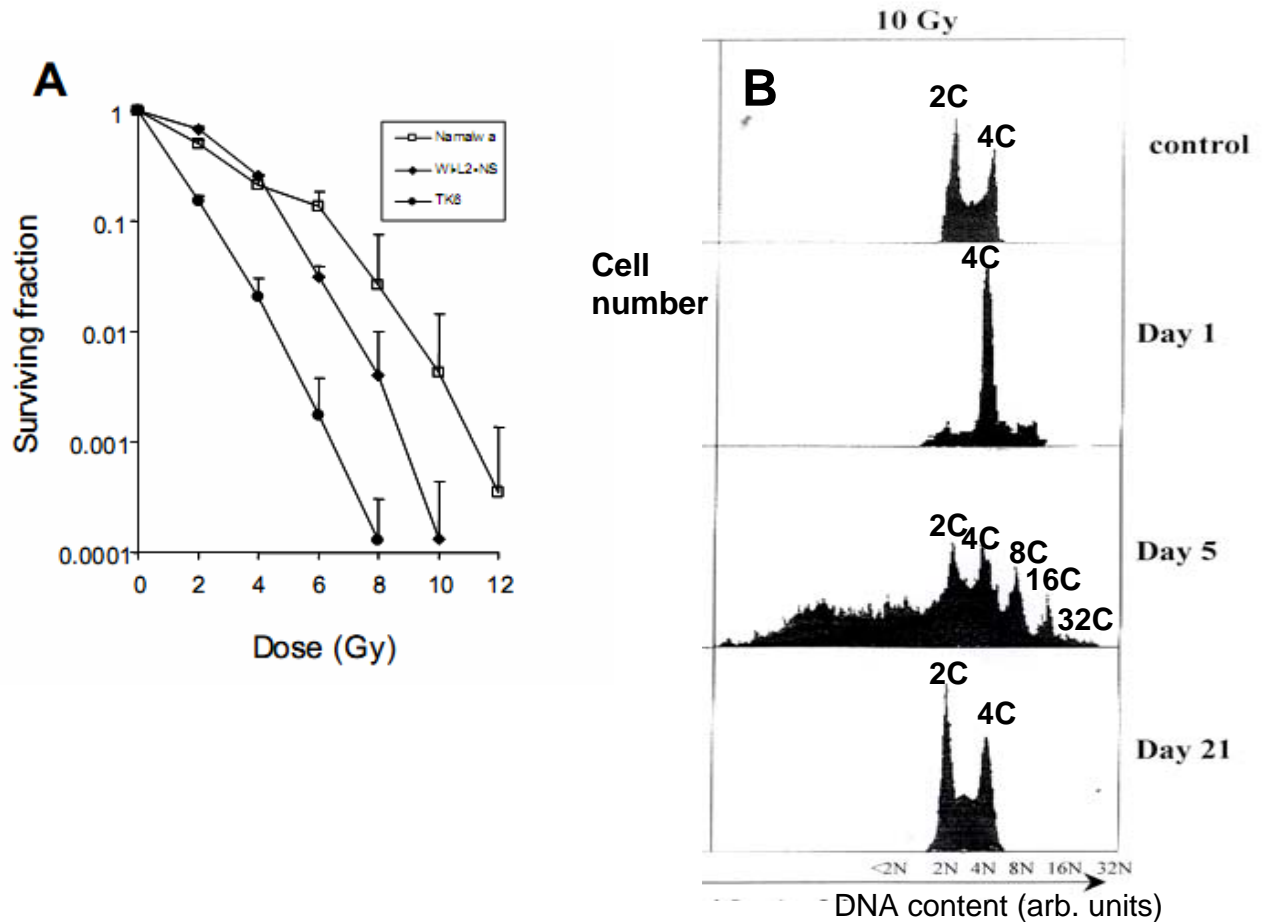 A
1
0.1
0.01
0.001
0.0001
0 2 4 6 8 10 12
Surviving fraction
Dose (Gy)
Namalwa
WI-L2-NS
TK6
10 Gy
B
Cell
number
2C
4C
control
4C
Day 1
2C
4C
8C
16C
32C
Day 5
2C
4C
Day 21
<2N 2N 4N 8N 16N 32N
DNA content (arb. units)